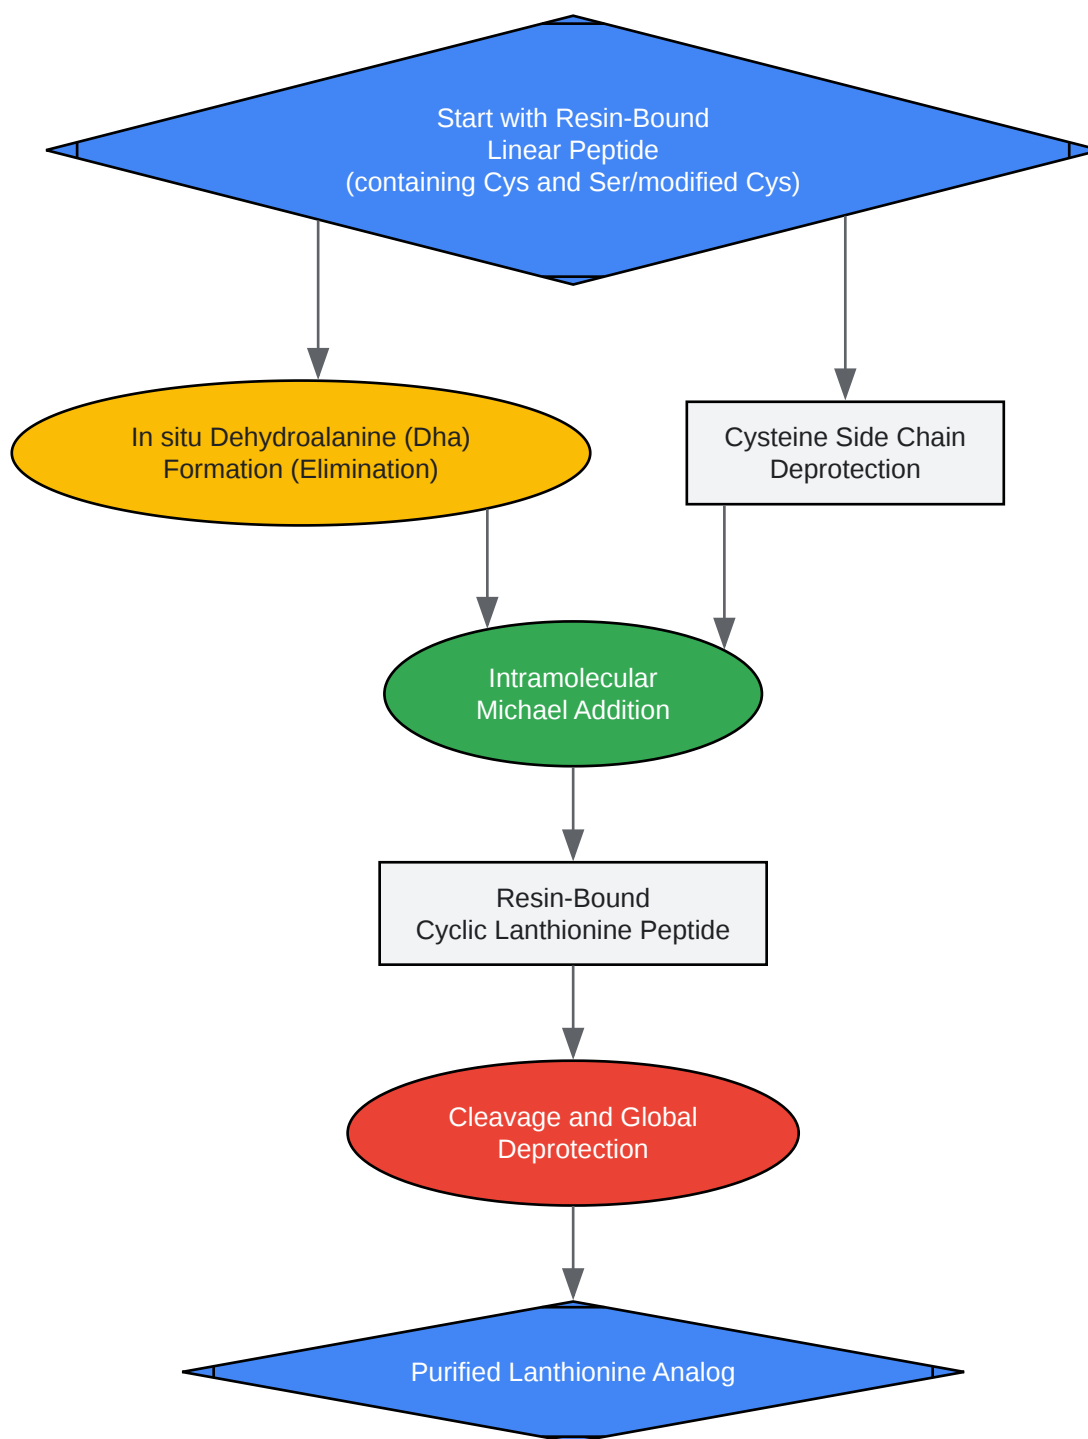 Start with Resin-Bound
Linear Peptide
(containing Cys and Ser/modified Cys)
In situ Dehydroalanine (Dha)
Formation (Elimination)
Cysteine Side Chain
Deprotection
Intramolecular
Michael Addition
Resin-Bound
Cyclic Lanthionine Peptide
Cleavage and Global
Deprotection
Purified Lanthionine Analog